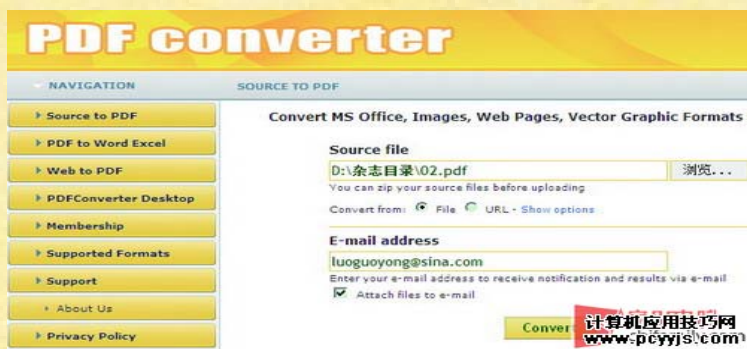 PDF converter
NAVIGATION
SOURCE TO PDF
Source to PDF
PDF to Word Excel
Web to PDF
PDFConverter Desktop
Membership
Supported Formats
Support
About Us
Privacy Policy
Convert MS Office, Images, Web Pages, Vector Graphic Formats
Source file
D:\杂志目录\02.pdf 浏览...
You can zip your source files before uploading
Convert from: File URL - Show options
E-mail address
luoguoyong@sina.com
Enter your e-mail address to receive notification and results via e-mail
Attach files to e-mail
Conver
计算机应用技巧网
www.pcyyjs.com